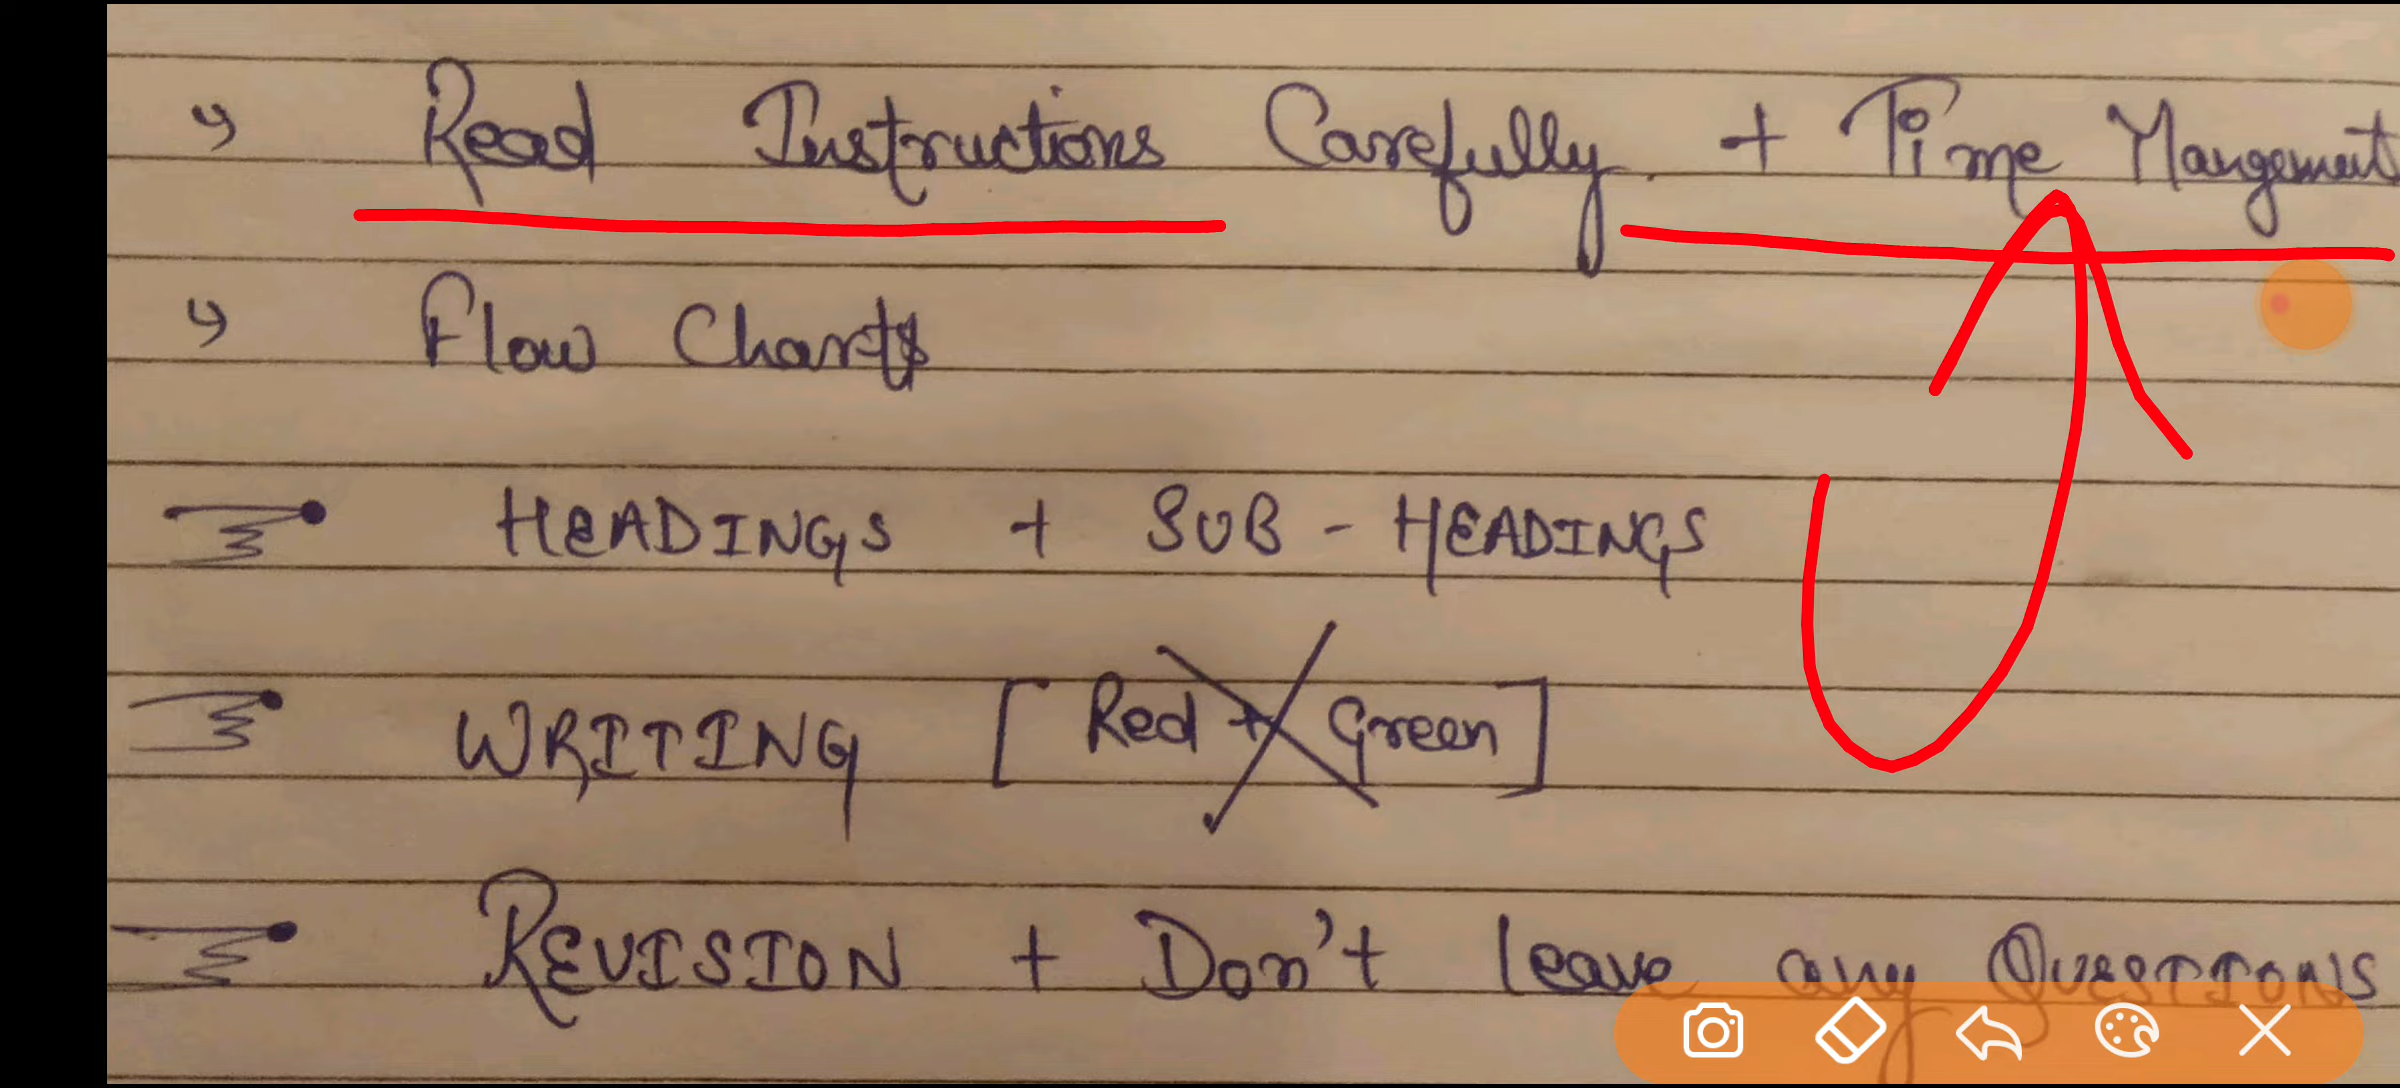 Read Instructions Carefully. + Time Mangement
Flow Charts
HEADINGS + SUB - HEADINGS
WRITING [Red + Green]
REVISION + Don't leave any QUESTIONS